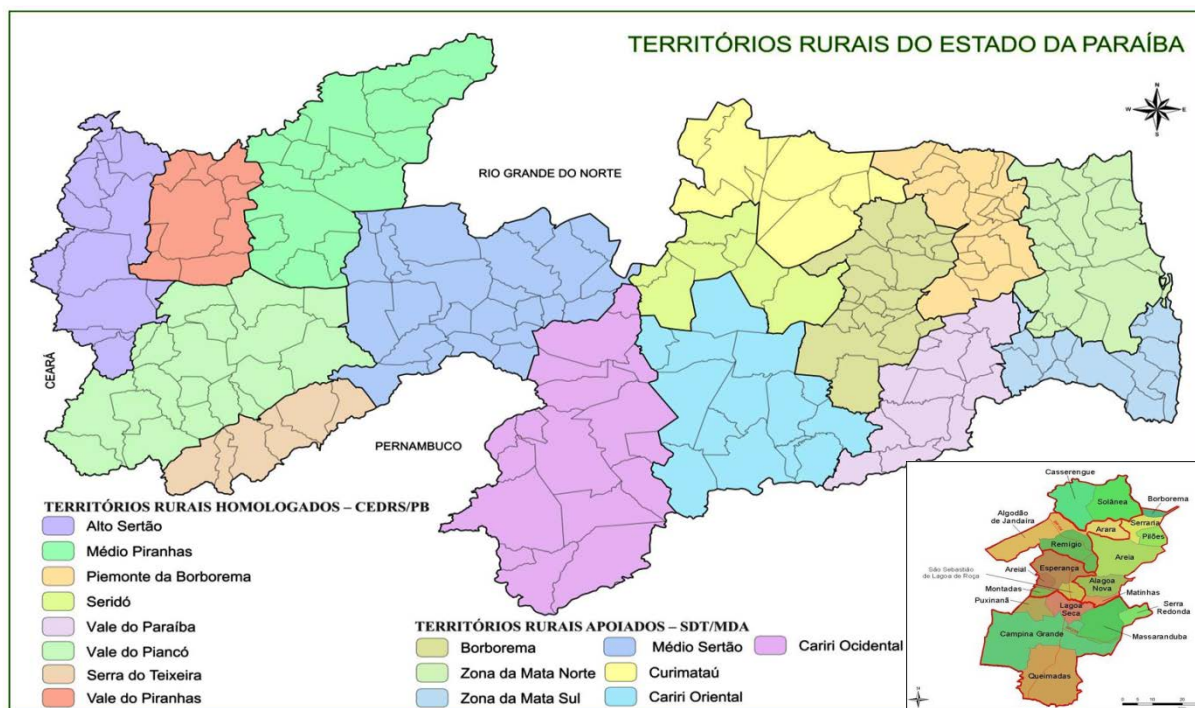 TERRITÓRIOS RURAIS DO ESTADO DA PARAÍBA
N
W E
S
RIO GRANDE DO NORTE
CEARÁ
PERNAMBUCO
TERRITÓRIOS RURAIS HOMOLOGADOS – CEDRS/PB
Alto Sertão
Médio Piranhas
Piemonte da Borborema
Seridó
Vale do Paraíba
Vale do Piancó
Serra do Teixeira
Vale do Piranhas
TERRITÓRIOS RURAIS APOIADOS – SDT/MDA
Borborema
Zona da Mata Norte
Zona da Mata Sul
Médio Sertão
Curimataú
Cariri Oriental
Cariri Ocidental
Casserengue
Solânea
Borborema
Algodão
de Jandaíra
Arara
Serraria
Pilões
Remígio
Areia
Areial
Esperança
São Sebastião
de Lagoa de Roça
Alagoa
Nova
Montadas
Matinhas
Puxinanã
Lagoa
Seca
Serra
Redonda
Campina Grande
Massaranduba
Queimadas
0 5 10 20